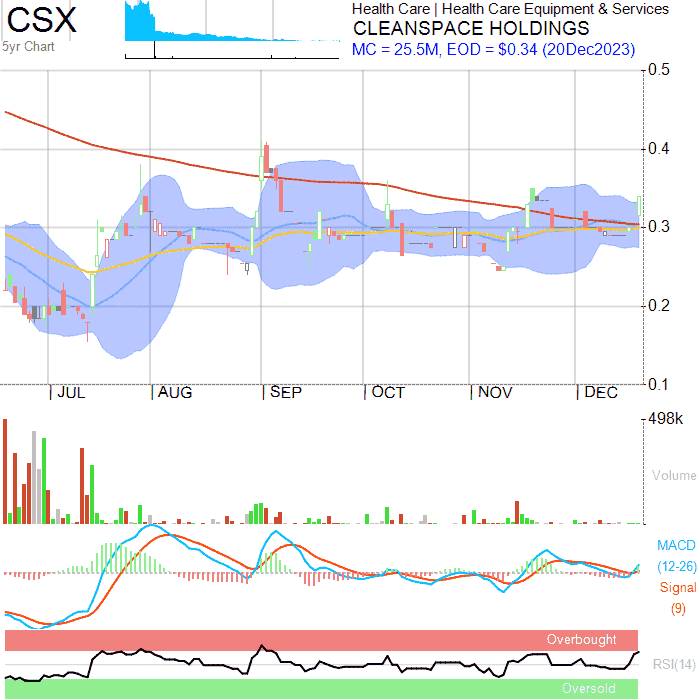 CSX
5yr Chart
Health Care | Health Care Equipment & Services
CLEANSPACE HOLDINGS
MC = 25.5M, EOD = $0.34 (20Dec2023)
0.5
0.4
0.3
0.2
0.1
JUL AUG SEP OCT NOV DEC
498k
Volume
MACD
(12-26)
Signal
(9)
Overbought
RSI(14)
Oversold